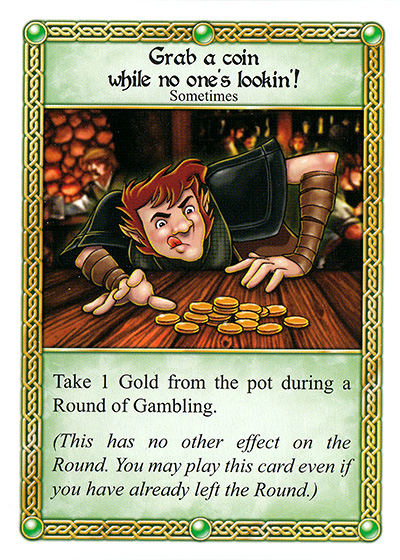 Grab a coin
while no one's lookin'!
Sometimes
Take 1 Gold from the pot during a
Round of Gambling.
(This has no other effect on the
Round. You may play this card even if
you have already left the Round.)